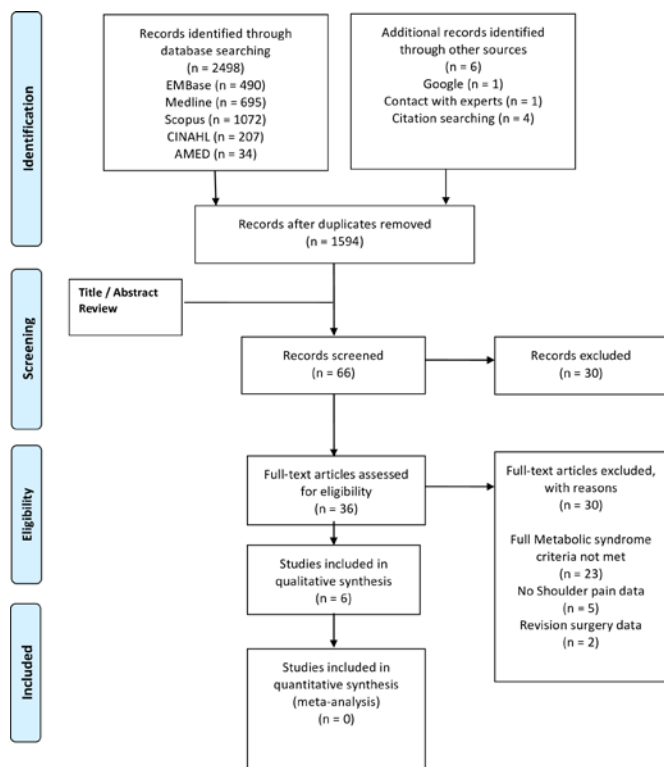 Identification
Records identified through
database searching
(n = 2498)
EMBase (n = 490)
Medline (n = 695)
Scopus (n = 1072)
CINAHL (n = 207)
AMED (n = 34)
Additional records identified
through other sources
(n = 6)
Google (n = 1)
Contact with experts (n = 1)
Citation searching (n = 4)
Records after duplicates removed
(n = 1594)
Screening
Title / Abstract
Review
Records screened
(n = 66)
Records excluded
(n = 30)
Eligibility
Full-text articles assessed
for eligibility
(n = 36)
Full-text articles excluded,
with reasons
(n = 30)
Full Metabolic syndrome
criteria not met
(n = 23)
No Shoulder pain data
(n = 5)
Revision surgery data
(n = 2)
Studies included in
qualitative synthesis
(n = 6)
Included
Studies included in
quantitative synthesis
(meta-analysis)
(n = 0)